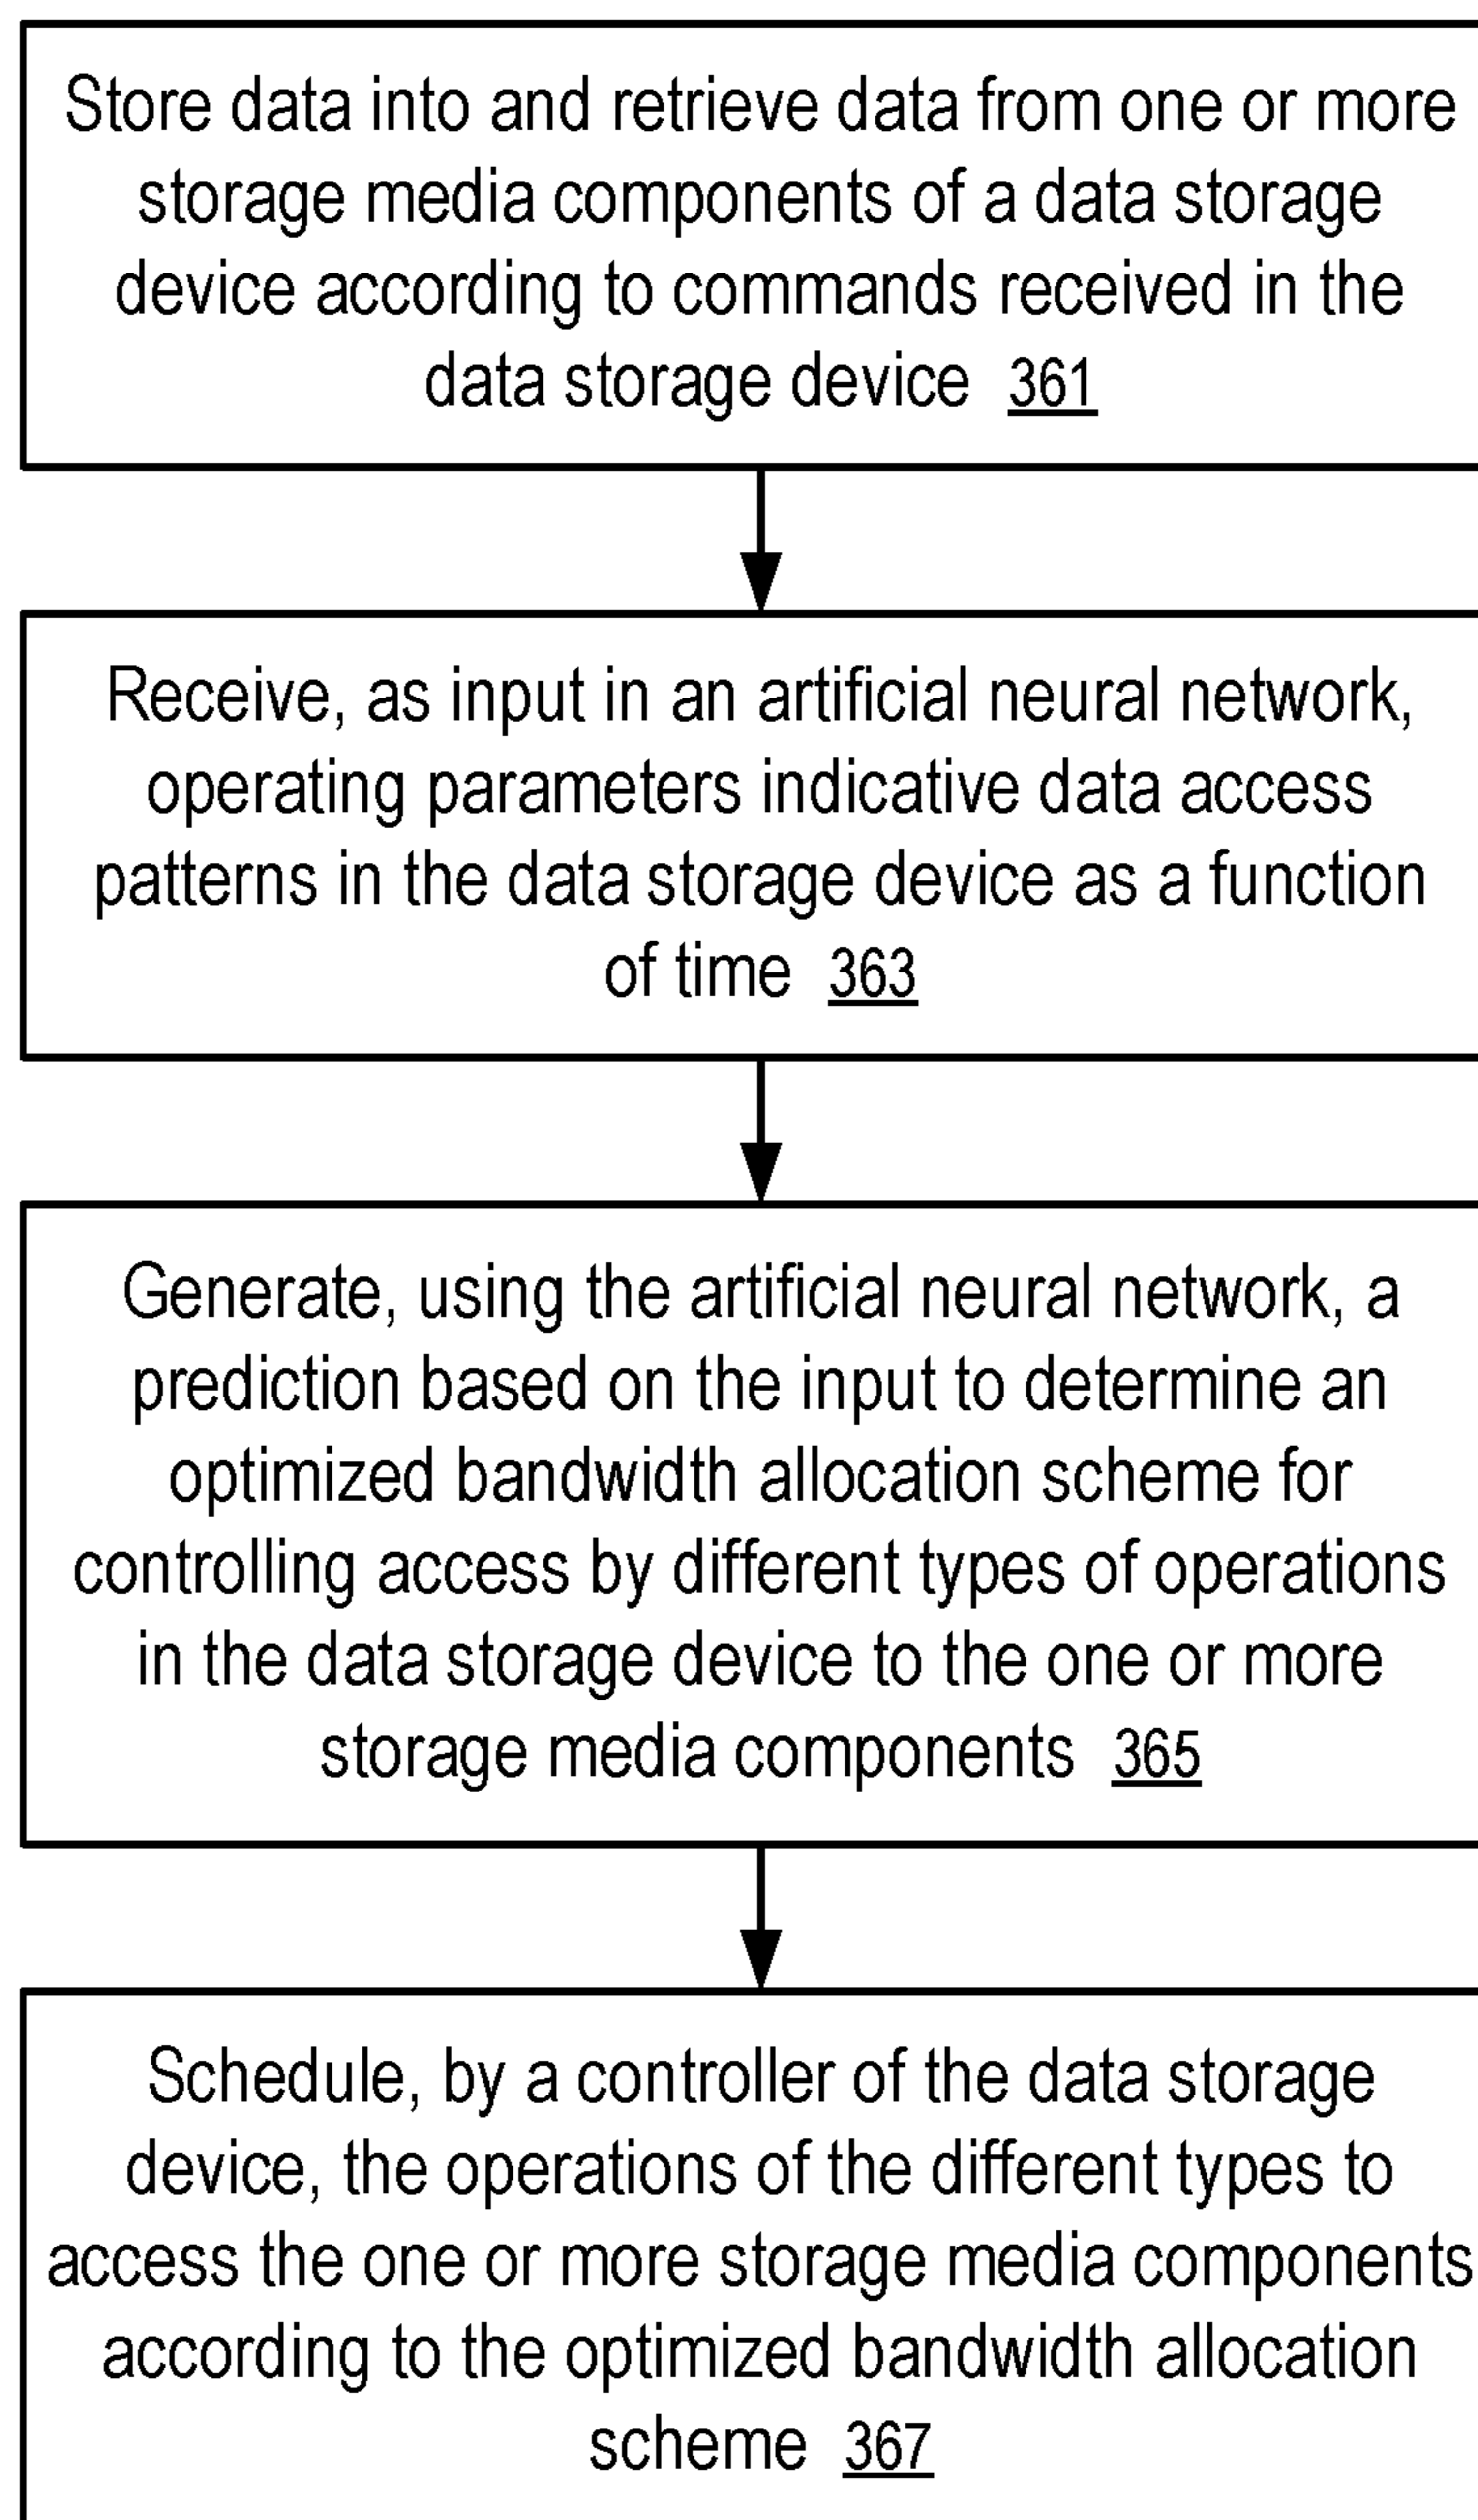 Store data into and retrieve data from one or more
storage media components of a data storage
device according to commands received in the
data storage device 361
Receive, as input in an artificial neural network,
operating parameters indicative data access
patterns in the data storage device as a function
of time 363
Generate, using the artificial neural network, a
prediction based on the input to determine an
optimized bandwidth allocation scheme for
controlling access by different types of operations
in the data storage device to the one or more
storage media components 365
Schedule, by a controller of the data storage
device, the operations of the different types to
access the one or more storage media components
according to the optimized bandwidth allocation
scheme 367